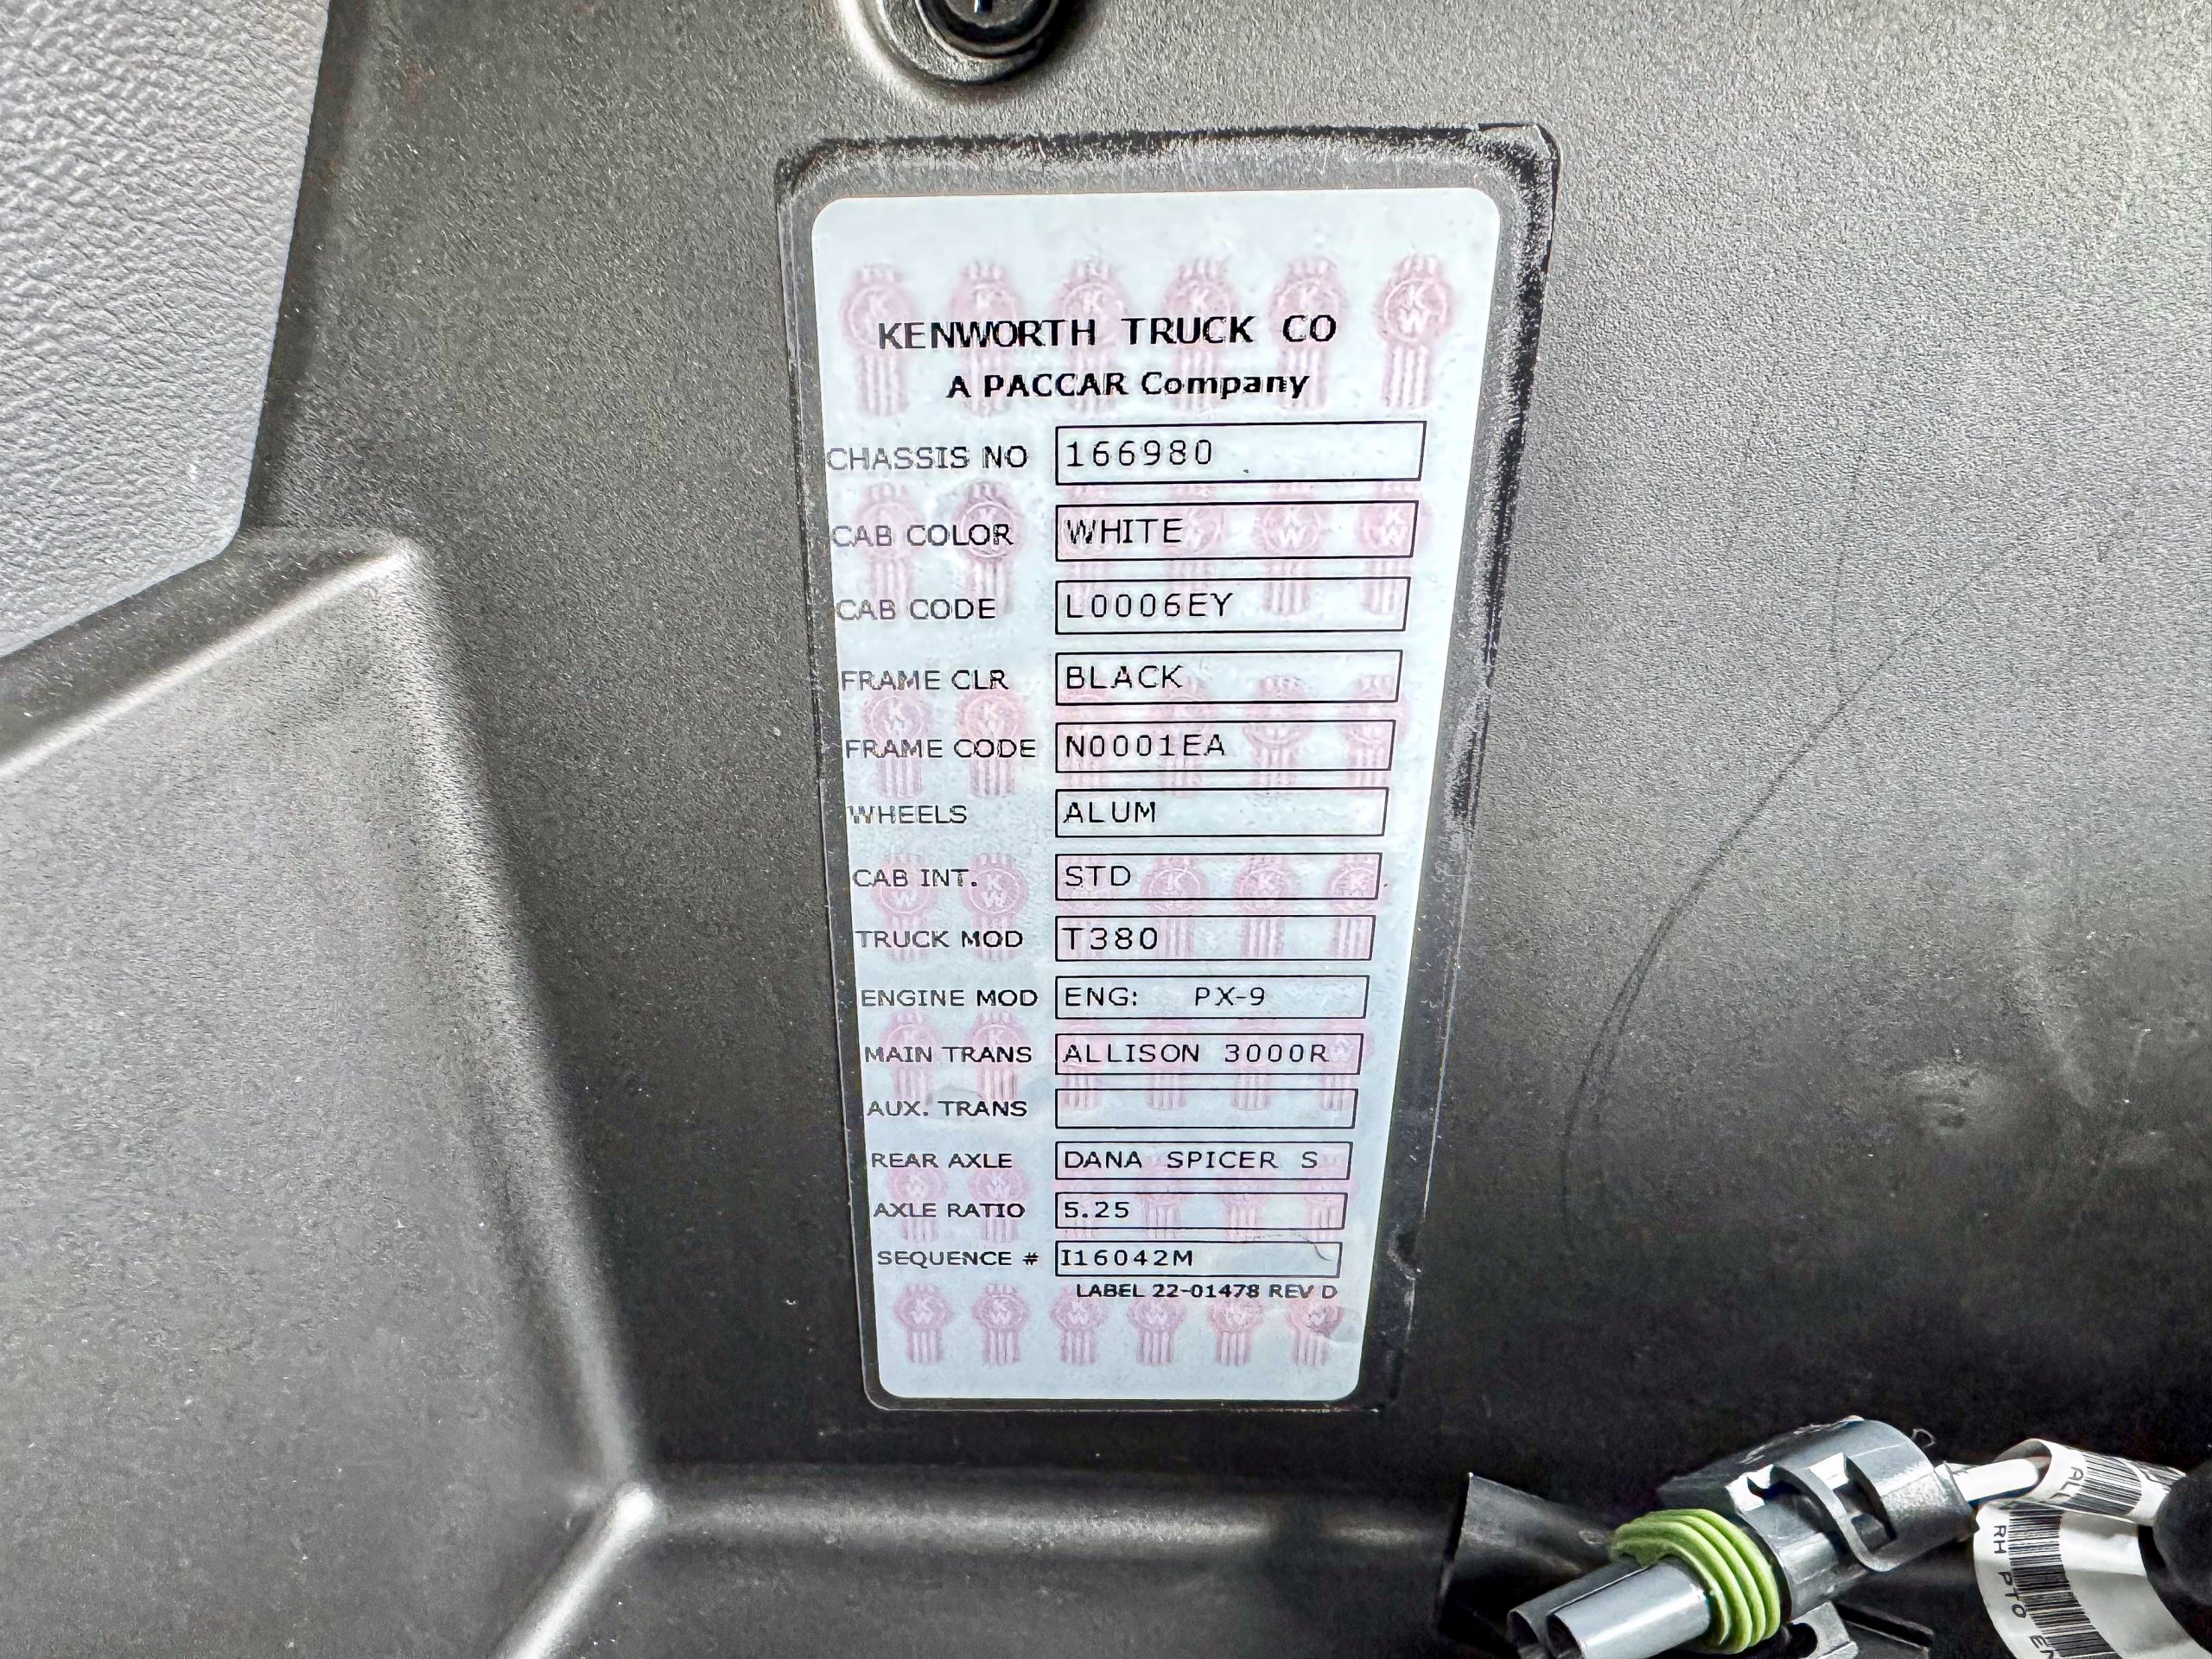 KENWORTH TRUCK CO
A PACCAR Company
CHASSIS NO 166980
CAB COLOR WHITE
CAB CODE L0006EY
FRAME CLR BLACK
FRAME CODE N0001EA
WHEELS ALUM
CAB INT. STD
TRUCK MOD T380
ENGINE MOD ENG: PX-9
MAIN TRANS ALLISON 3000R
AUX. TRANS
REAR AXLE DANA SPICER S
AXLE RATIO 5.25
SEQUENCE # I16042M
LABEL 22-01478 REV D
RH PTO